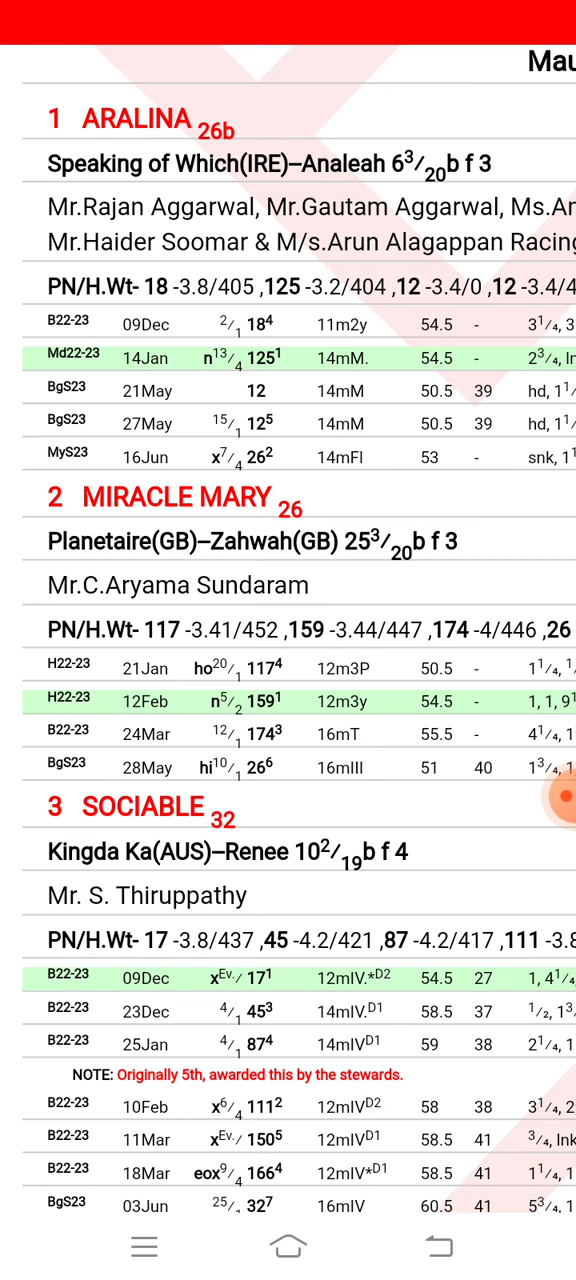 Mau
1 ARALINA 26b
Speaking of Which(IRE)–Analeah 6³/₂₀b f 3
Mr.Rajan Aggarwal, Mr.Gautam Aggarwal, Ms.An
Mr.Haider Soomar & M/s.Arun Alagappan Racing
PN/H.Wt- 18 -3.8/405 ,125 -3.2/404 ,12 -3.4/0 ,12 -3.4/4
B22-23 09Dec ²/₁ 18⁴ 11m2y 54.5 - 3¹/₄, 3
Md22-23 14Jan n¹³/₄ 125¹ 14mM. 54.5 - 2³/₄, ln
BgS23 21May 12 14mM 50.5 39 hd, 1¹/
BgS23 27May ¹⁵/₁ 12⁵ 14mM 50.5 39 hd, 1¹/
MyS23 16Jun x⁷/₄ 26² 14mFI 53 - snk, 1¹
2 MIRACLE MARY 26
Planetaire(GB)–Zahwah(GB) 25³/₂₀b f 3
Mr.C.Aryama Sundaram
PN/H.Wt- 117 -3.41/452 ,159 -3.44/447 ,174 -4/446 ,26
H22-23 21Jan ho²⁰/₁ 117⁴ 12m3P 50.5 - 1¹/₄, ¹
H22-23 12Feb n⁵/₂ 159¹ 12m3y 54.5 - 1, 1, 9¹
B22-23 24Mar ¹²/₁ 174³ 16mT 55.5 - 4¹/₄, 1
BgS23 28May hi¹⁰/₁ 26⁶ 16mIII 51 40 1³/₄, 1
3 SOCIABLE 32
Kingda Ka(AUS)–Renee 10²/₁₉b f 4
Mr. S. Thiruppathy
PN/H.Wt- 17 -3.8/437 ,45 -4.2/421 ,87 -4.2/417 ,111 -3.8
B22-23 09Dec xEv./ 17¹ 12mIV.*D2 54.5 27 1, 4¹/₄
B22-23 23Dec ⁴/₁ 45³ 14mIV.D1 58.5 37 ¹/₂, 1³
B22-23 25Jan ⁴/₁ 87⁴ 14mIVD1 59 38 2¹/₄, 1
NOTE: Originally 5th, awarded this by the stewards.
B22-23 10Feb x⁶/₄ 111² 12mIVD2 58 38 3¹/₄, 2
B22-23 11Mar xEv./ 150⁵ 12mIVD1 58.5 41 ³/₄, lnk
B22-23 18Mar eox⁹/₄ 166⁴ 12mIV*D1 58.5 41 1¹/₄, 1
BgS23 03Jun ²⁵/₁ 32⁷ 16mIV 60.5 41 5³/₄, 1